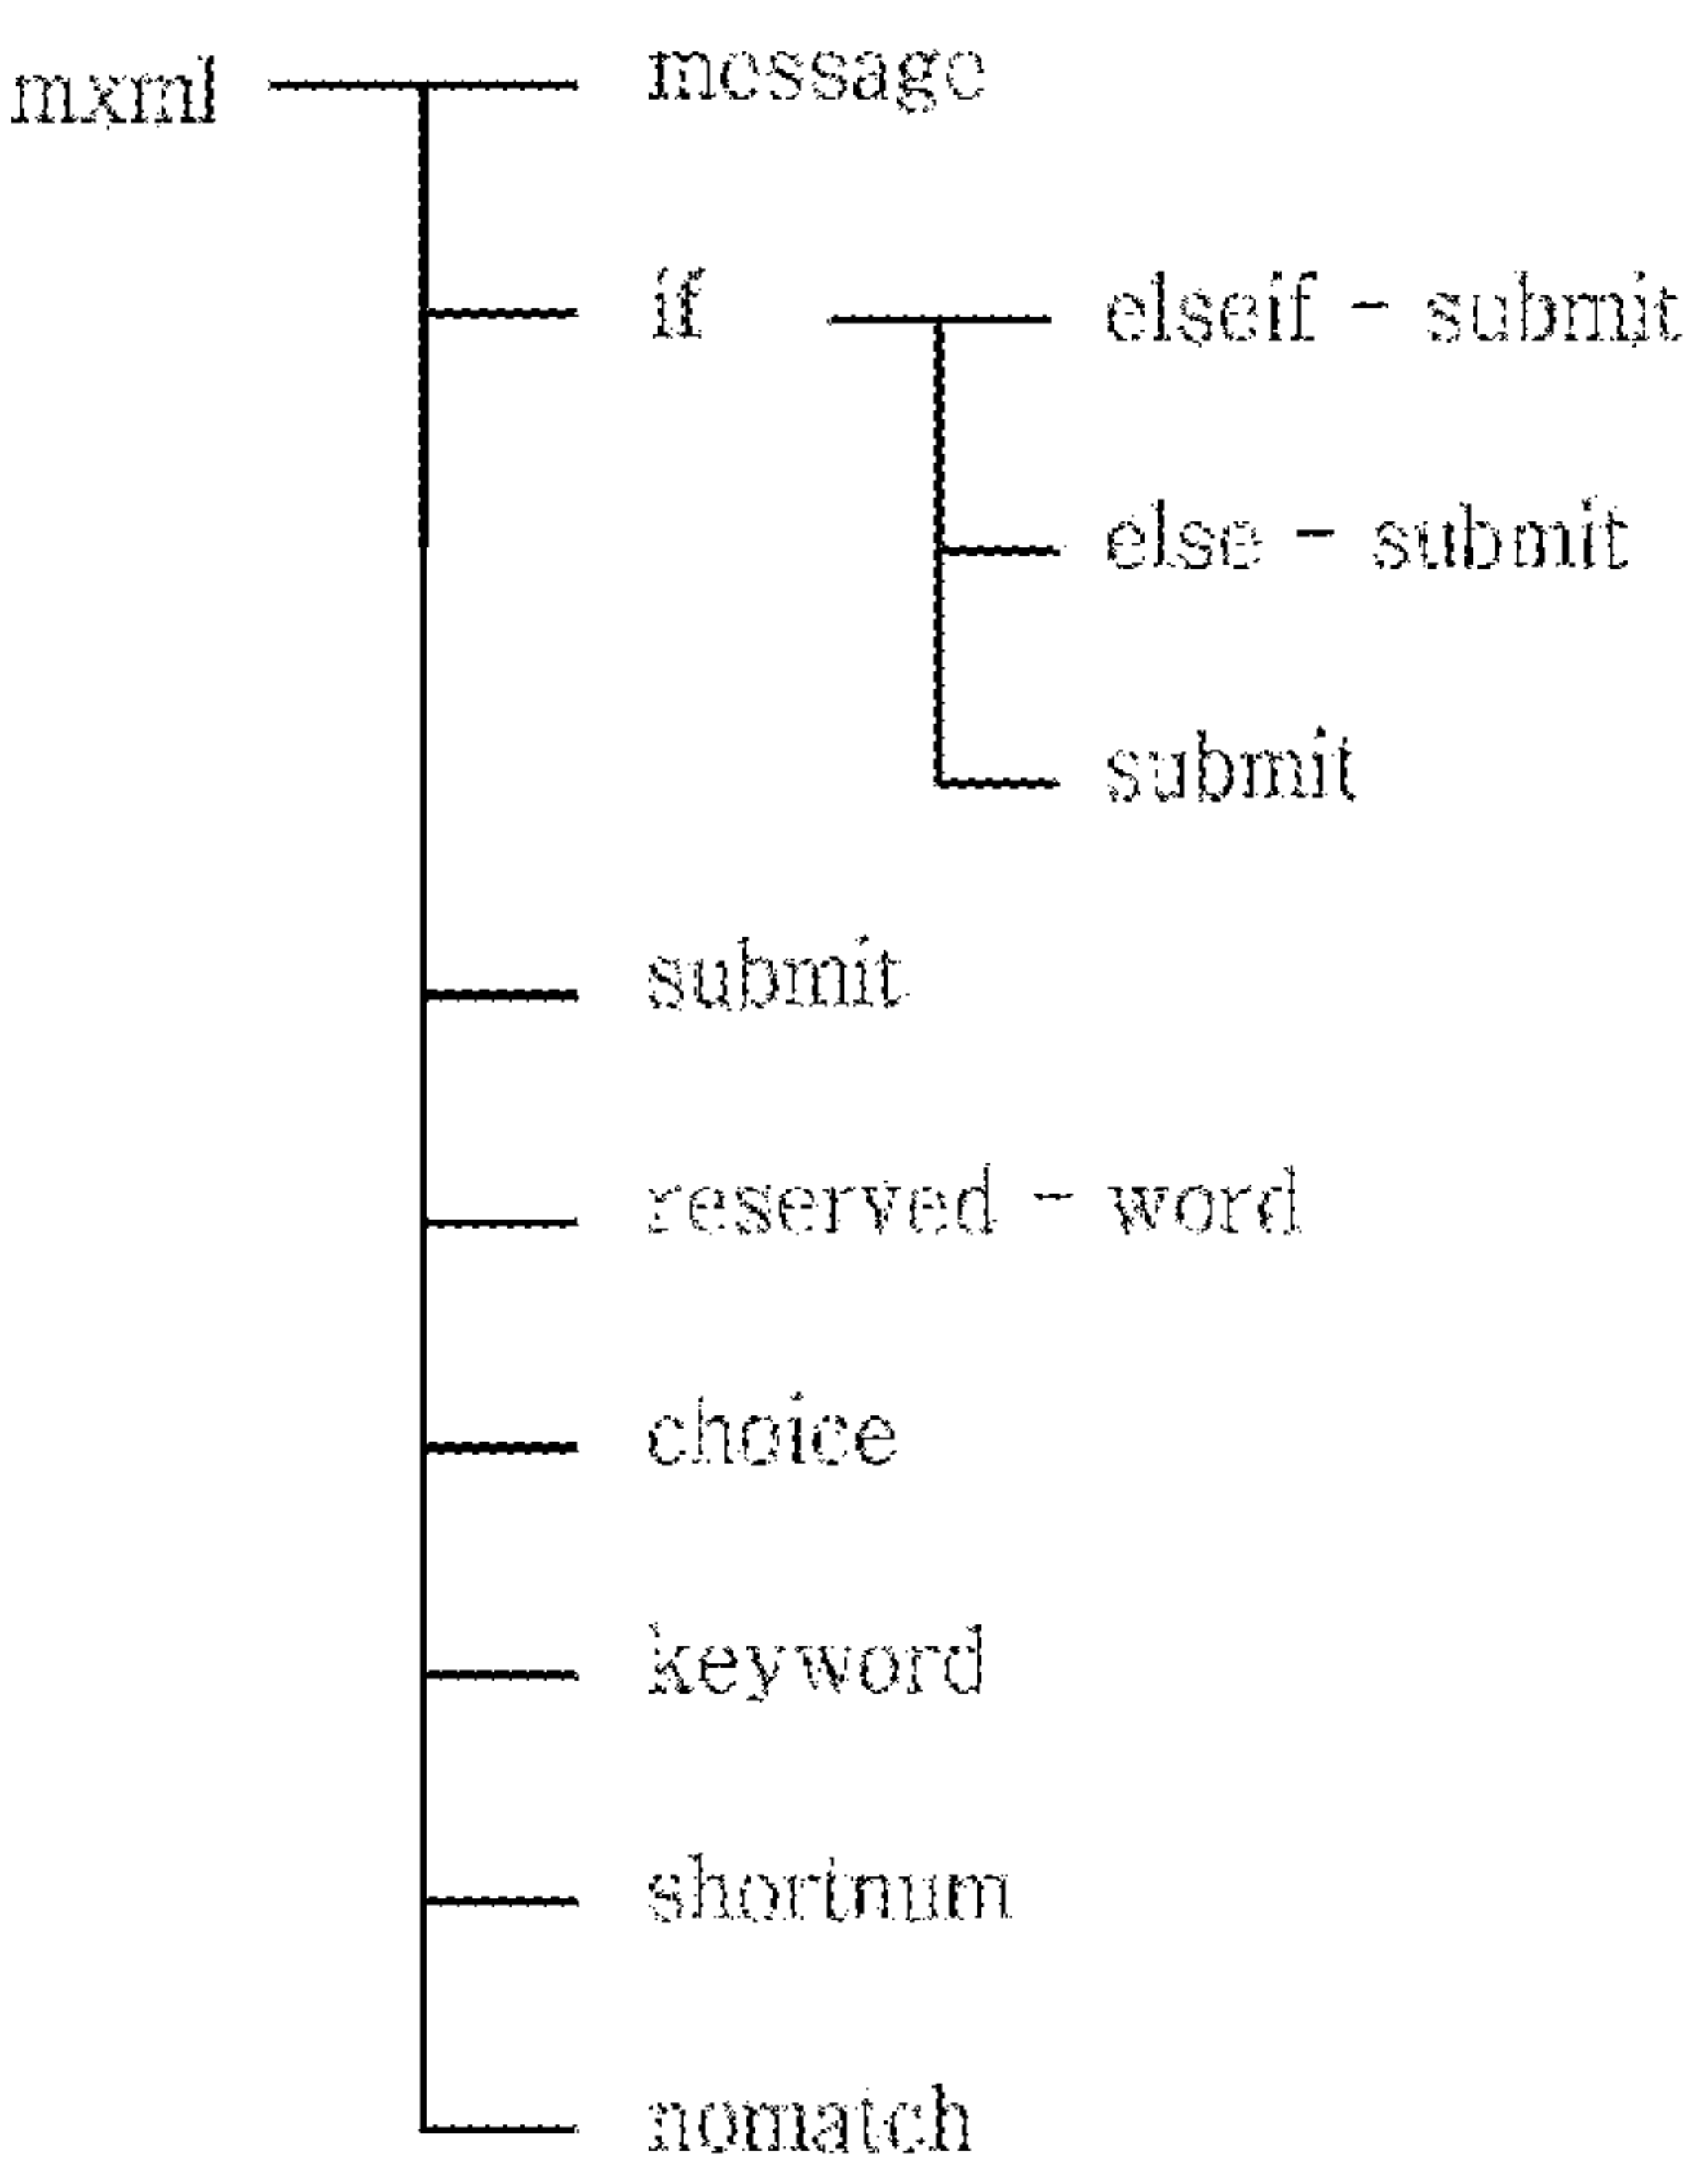 mxml message
if elseif - submit
else - submit
submit
submit
reserved - word
choice
keyword
shortnum
nomatch